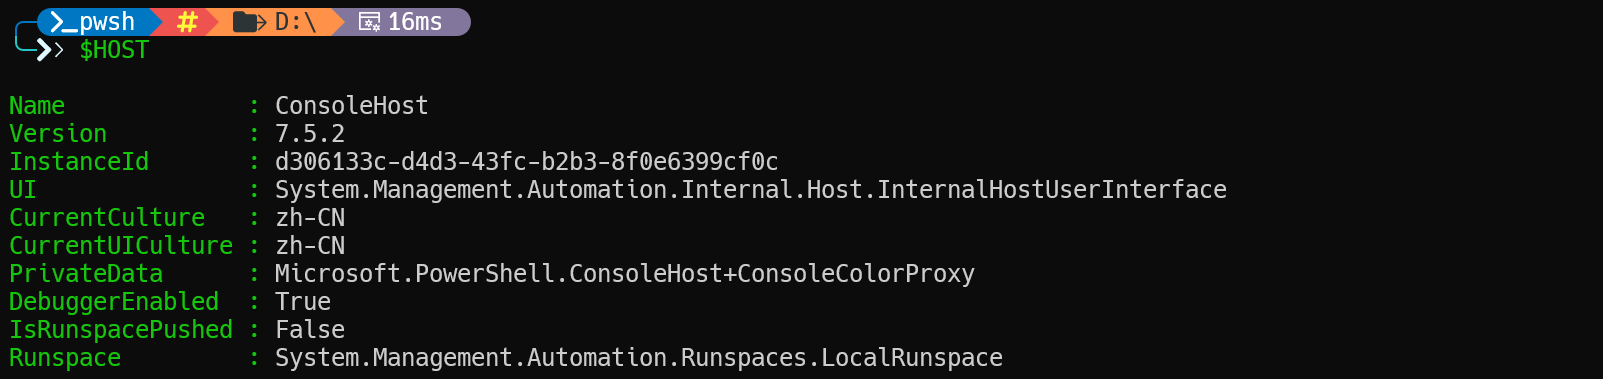 pwsh # D:\ 16ms
$HOST
Name : ConsoleHost
Version : 7.5.2
InstanceId : d306133c-d4d3-43fc-b2b3-8f0e6399cf0c
UI : System.Management.Automation.Internal.Host.InternalHostUserInterface
CurrentCulture : zh-CN
CurrentUICulture : zh-CN
PrivateData : Microsoft.PowerShell.ConsoleHost+ConsoleColorProxy
DebuggerEnabled : True
IsRunspacePushed : False
Runspace : System.Management.Automation.Runspaces.LocalRunspace